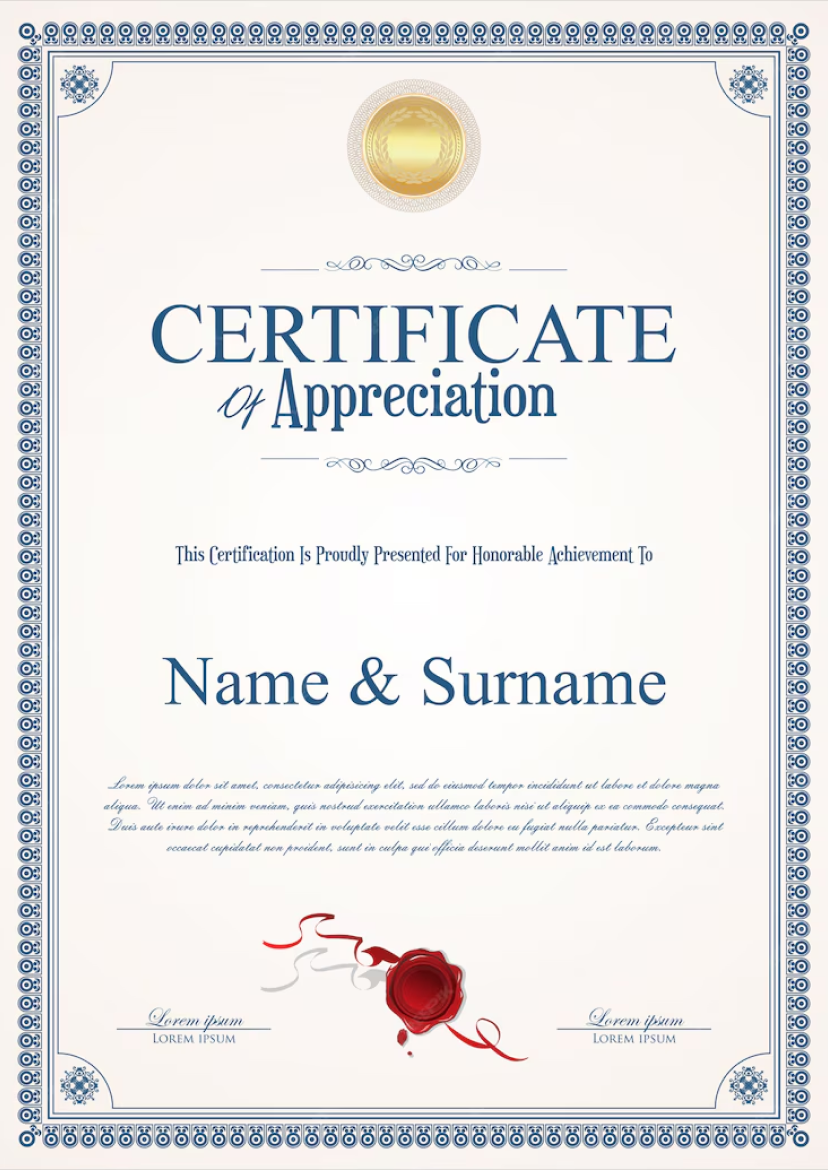 CERTIFICATE
Of Appreciation
This Certification Is Proudly Presented For Honorable Achievement To
Name & Surname
Lorem ipsum dolor sit amet, consectetur adipisicing elit, sed do eiusmod tempor incididunt ut labore et dolore magna
aliqua. Ut enim ad minim veniam, quis nostrud exercitation ullamco laboris nisi ut aliquip ex ea commodo consequat.
Duis aute irure dolor in reprehenderit in voluptate velit esse cillum dolore eu fugiat nulla pariatur. Excepteur sint
occaecat cupidatat non proident, sunt in culpa qui officia deserunt mollit anim id est laborum.
Lorem ipsum
LOREM IPSUM
Lorem ipsum
LOREM IPSUM